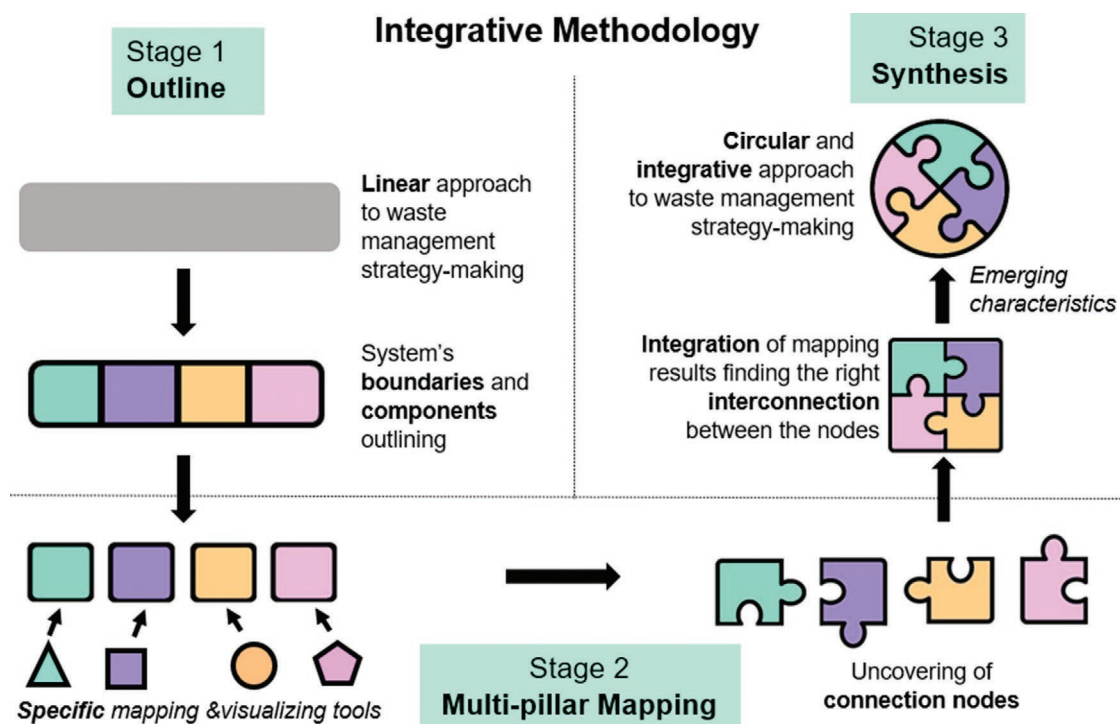 Integrative Methodology
Stage 1
Outline
Linear approach
to waste
management
strategy-making
System's
boundaries and
components
outlining
Specific mapping &visualizing tools
Stage 2
Multi-pillar Mapping
Uncovering of
connection nodes
Stage 3
Synthesis
Circular and
integrative approach
to waste management
strategy-making
Emerging
characteristics
Integration of mapping
results finding the right
interconnection
between the nodes